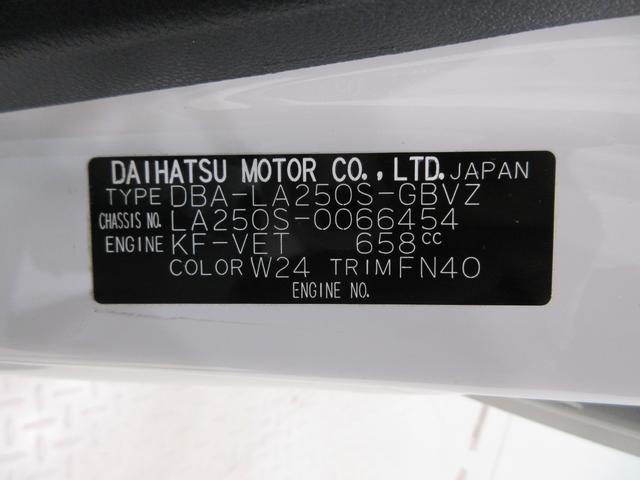 DAIHATSU MOTOR CO., LTD. JAPAN
TYPE DBA-LA250S-GBVZ
CHASSIS NO. LA250S-0066454
ENGINE KF-VET 658cc
COLOR W24 TRIM FN40
ENGINE NO.